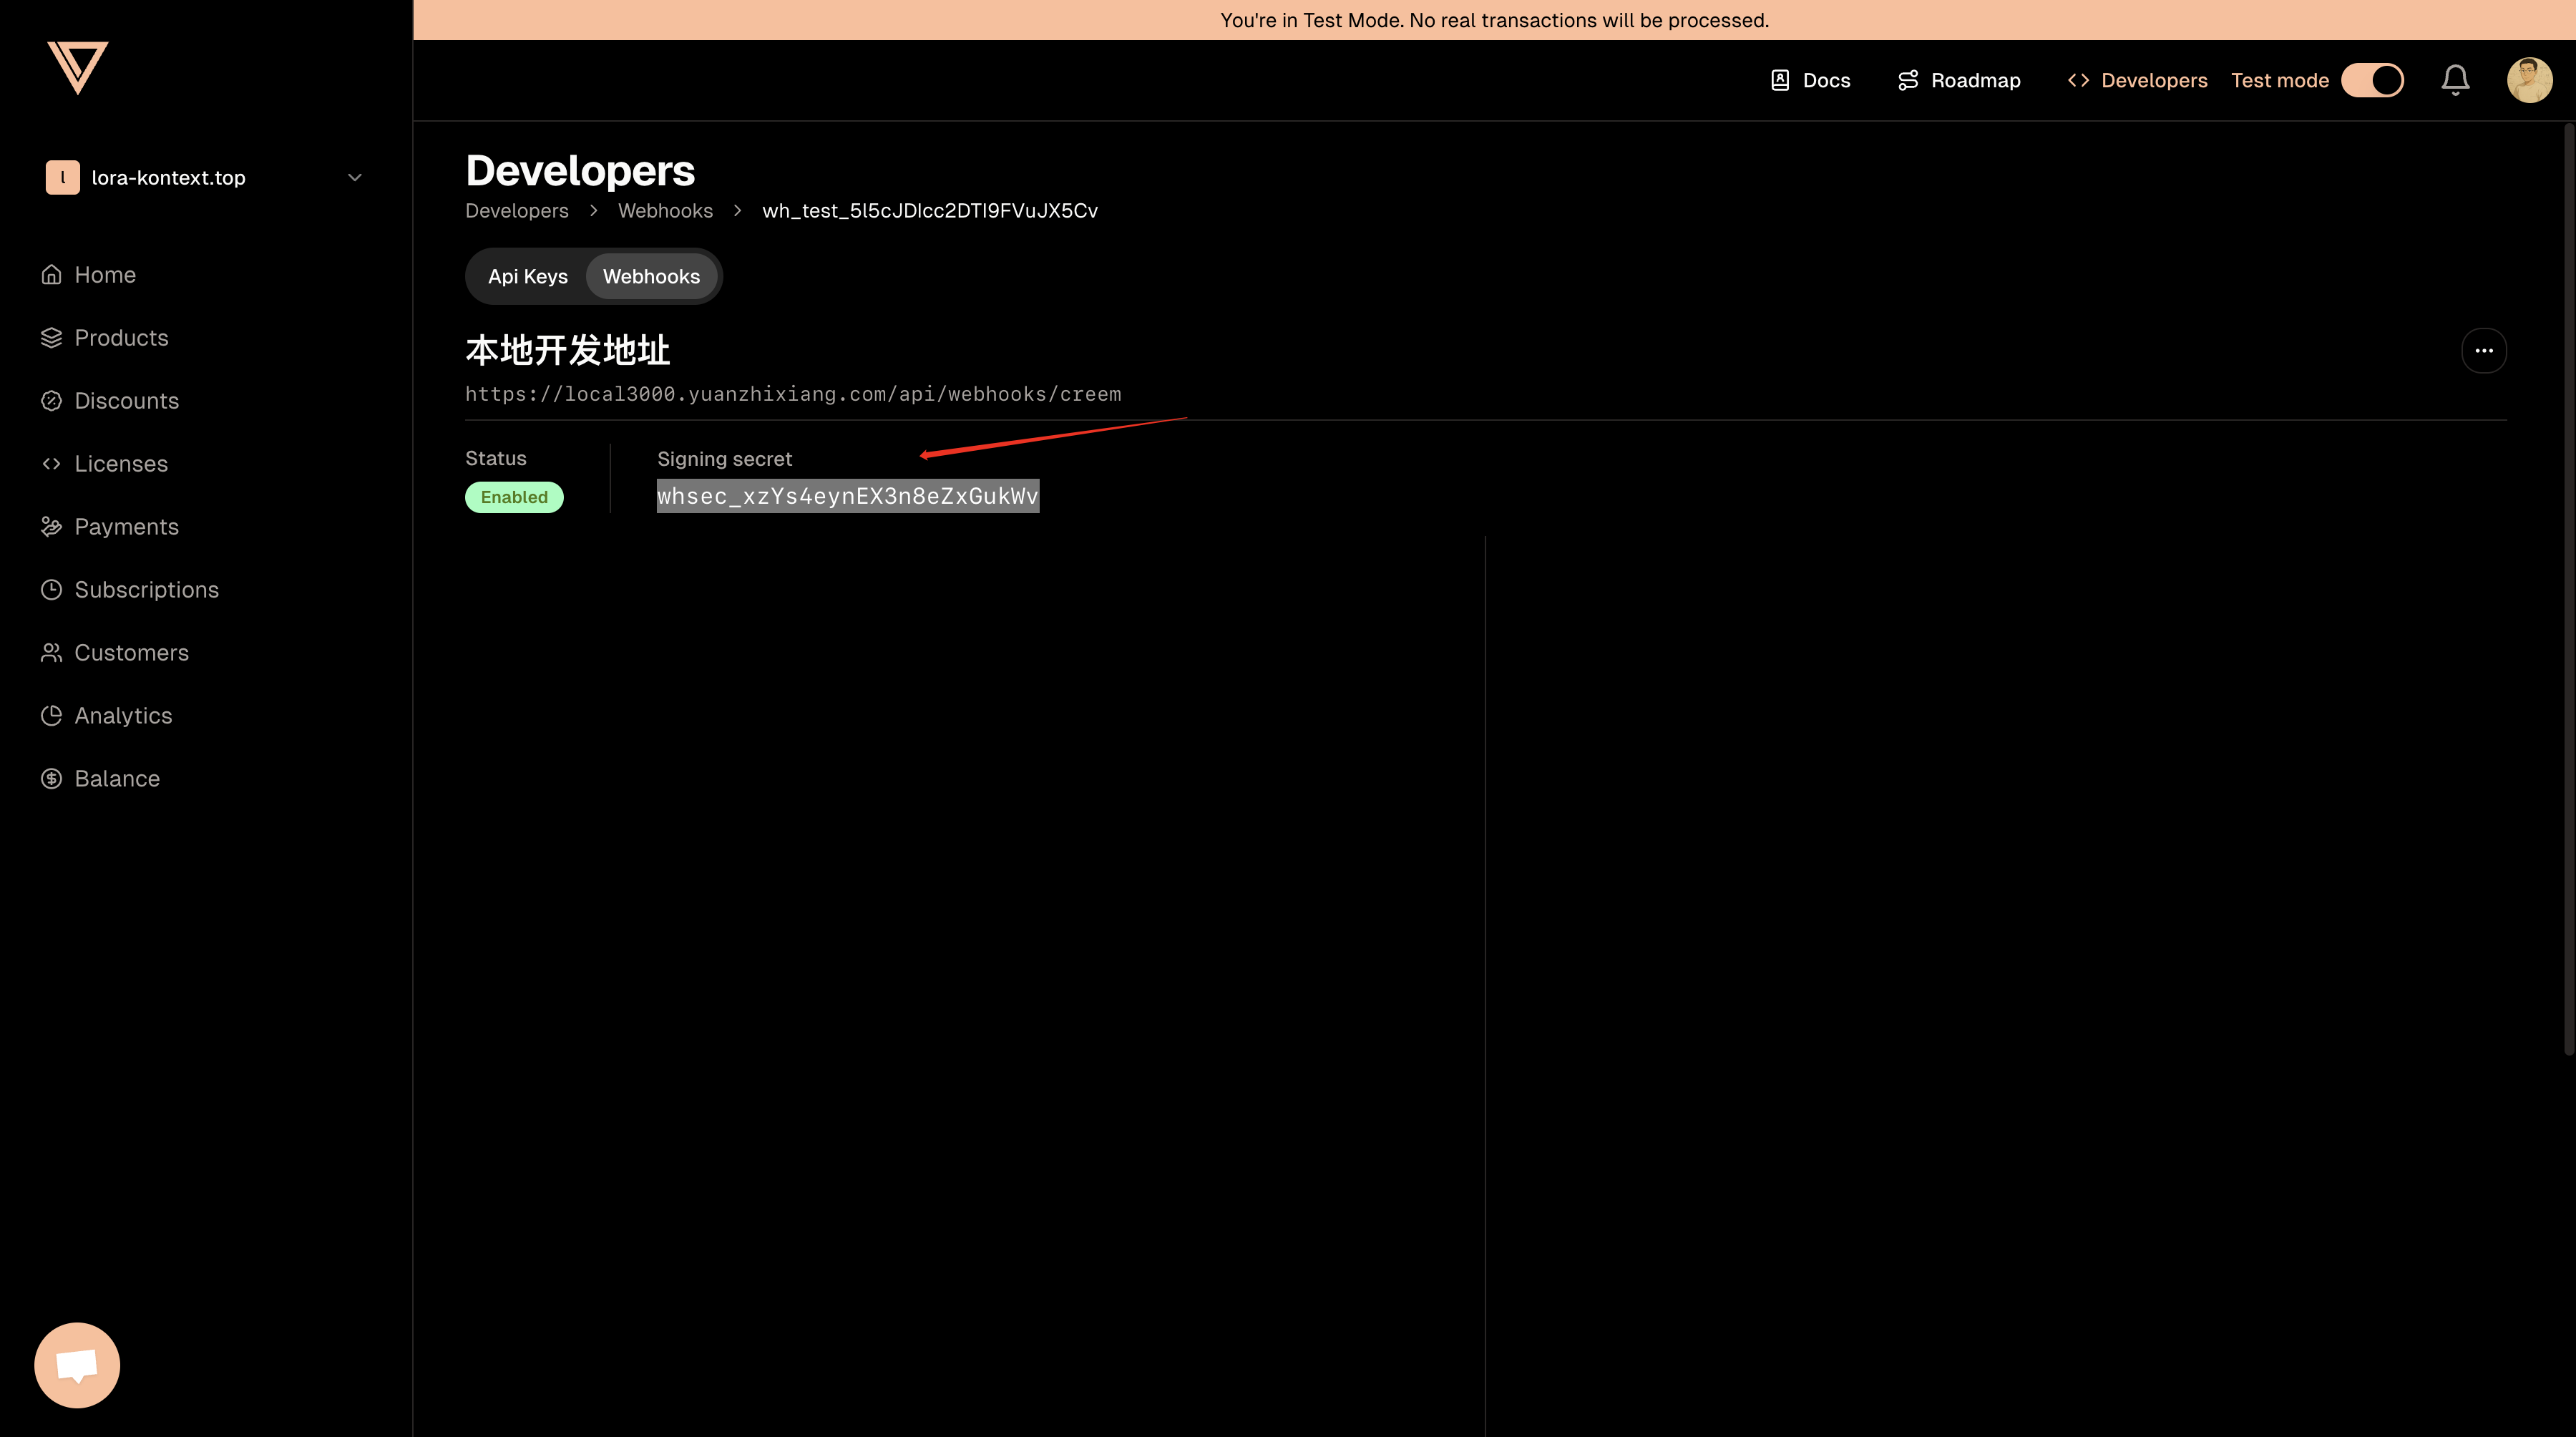 You're in Test Mode. No real transactions will be processed.
Docs
Roadmap
Developers
Test mode
l
lora-kontext.top
Home
Products
Discounts
Licenses
Payments
Subscriptions
Customers
Analytics
Balance
Developers
Developers > Webhooks > wh_test_5l5cJDIcc2DTI9FVuJX5Cv
Api Keys
Webhooks
本地开发地址
https://local3000.yuanzhixiang.com/api/webhooks/creem
Status
Enabled
Signing secret
whsec_xzYs4eynEX3n8eZxGukWv